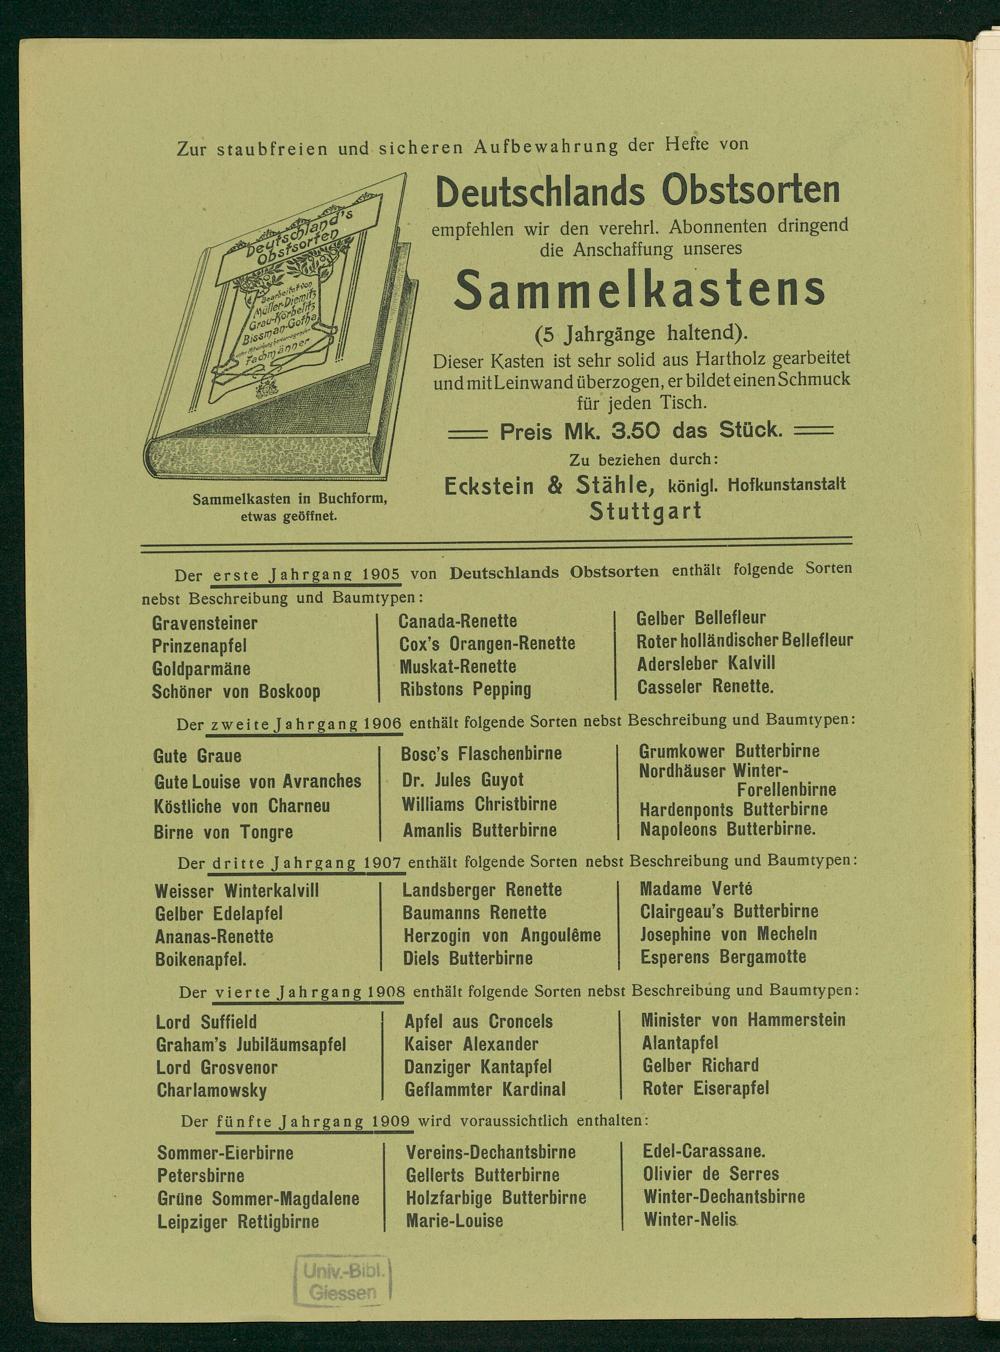 Zur staubfreien und sicheren Aufbewahrung der Hefte von
Deutschlands Obstsorten
empfehlen wir den verehrl. Abonnenten dringend
die Anschaffung unseres
Sammelkastens
(5 Jahrgänge haltend).
Dieser Kasten ist sehr solid aus Hartholz gearbeitet
und mit Leinwand überzogen, er bildet einen Schmuck
für jeden Tisch.
Preis Mk. 3.50 das Stück.
Zu beziehen durch:
Eckstein & Stähle, königl. Hofkunstanstalt
Stuttgart
Deutschland's
Obstsorten
Bearbeitet von
Müller-Diemitz
Grau-Körbelitz
Bissman-Gotha
Fachmänner
Sammelkasten in Buchform,
etwas geöffnet.
Der erste Jahrgang 1905 von Deutschlands Obstsorten enthält folgende Sorten
nebst Beschreibung und Baumtypen:
Gravensteiner
Prinzenapfel
Goldparmäne
Schöner von Boskoop
Canada-Renette
Cox's Orangen-Renette
Muskat-Renette
Ribstons Pepping
Gelber Bellefleur
Roter holländischer Bellefleur
Adersleber Kalvill
Casseler Renette.
Der zweite Jahrgang 1906 enthält folgende Sorten nebst Beschreibung und Baumtypen:
Gute Graue
Gute Louise von Avranches
Köstliche von Charneu
Birne von Tongre
Bosc's Flaschenbirne
Dr. Jules Guyot
Williams Christbirne
Amanlis Butterbirne
Grumkower Butterbirne
Nordhäuser Winter-
Forellenbirne
Hardenponts Butterbirne
Napoleons Butterbirne.
Der dritte Jahrgang 1907 enthält folgende Sorten nebst Beschreibung und Baumtypen:
Weisser Winterkalvill
Gelber Edelapfel
Ananas-Renette
Boikenapfel.
Landsberger Renette
Baumanns Renette
Herzogin von Angoulême
Diels Butterbirne
Madame Verté
Clairgeau's Butterbirne
Josephine von Mecheln
Esperens Bergamotte
Der vierte Jahrgang 1908 enthält folgende Sorten nebst Beschreibung und Baumtypen:
Lord Suffield
Graham's Jubiläumsapfel
Lord Grosvenor
Charlamowsky
Apfel aus Croncels
Kaiser Alexander
Danziger Kantapfel
Geflammter Kardinal
Minister von Hammerstein
Alantapfel
Gelber Richard
Roter Eiserapfel
Der fünfte Jahrgang 1909 wird voraussichtlich enthalten:
Sommer-Eierbirne
Petersbirne
Grüne Sommer-Magdalene
Leipziger Rettigbirne
Vereins-Dechantsbirne
Gellerts Butterbirne
Holzfarbige Butterbirne
Marie-Louise
Edel-Carassane.
Olivier de Serres
Winter-Dechantsbirne
Winter-Nelis
Univ.-Bibl.
Giessen